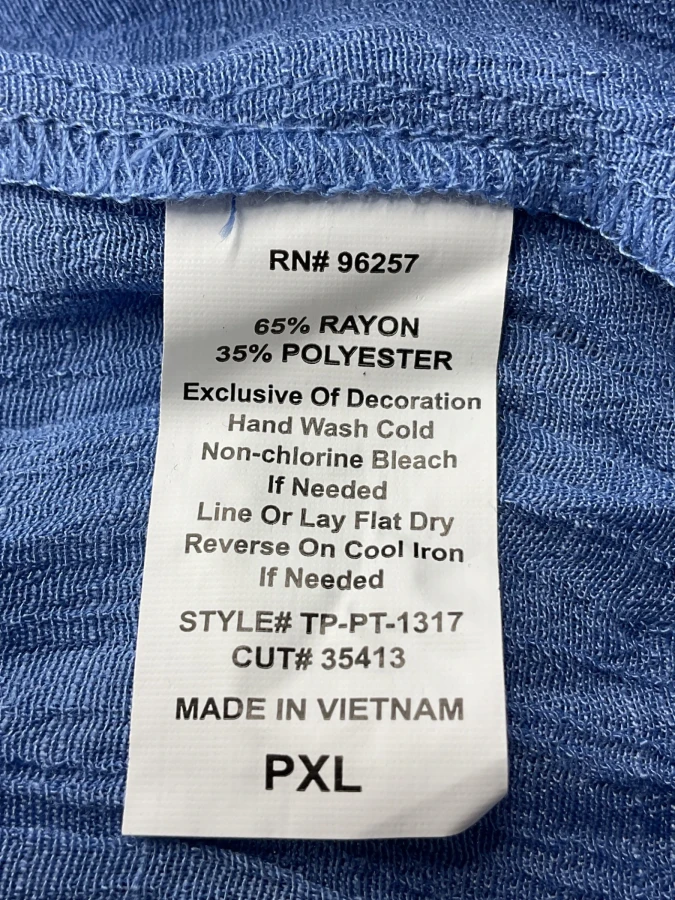 RN# 96257
65% RAYON
35% POLYESTER
Exclusive Of Decoration
Hand Wash Cold
Non-chlorine Bleach
If Needed
Line Or Lay Flat Dry
Reverse On Cool Iron
If Needed
STYLE# TP-PT-1317
CUT# 35413
MADE IN VIETNAM
PXL